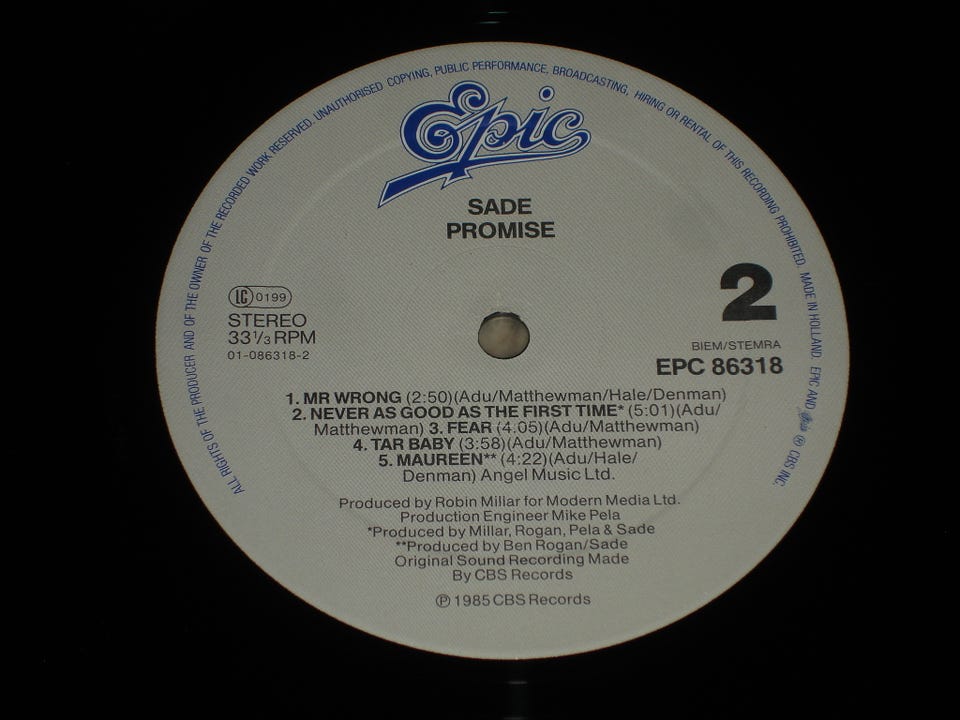 ALL RIGHTS OF THE PRODUCER AND OF THE OWNER OF THE RECORDED WORK RESERVED. UNAUTHORISED COPYING, PUBLIC PERFORMANCE, BROADCASTING, HIRING OR RENTAL OF THIS RECORDING PROHIBITED. MADE IN HOLLAND. EPIC AND Epic ℗ CBS INC.
Epic
SADE
PROMISE
LC 0199
STEREO
33 1/3 RPM
01-086318-2
2
BIEM/STEMRA
EPC 86318
1. MR WRONG (2:50)(Adu/Matthewman/Hale/Denman)
2. NEVER AS GOOD AS THE FIRST TIME* (5:01)(Adu/
Matthewman) 3. FEAR (4.05)(Adu/Matthewman)
4. TAR BABY (3:58)(Adu/Matthewman)
5. MAUREEN** (4:22)(Adu/Hale/
Denman) Angel Music Ltd.
Produced by Robin Millar for Modern Media Ltd.
Production Engineer Mike Pela
*Produced by Millar, Rogan, Pela & Sade
**Produced by Ben Rogan/Sade
Original Sound Recording Made
By CBS Records
℗ 1985 CBS Records